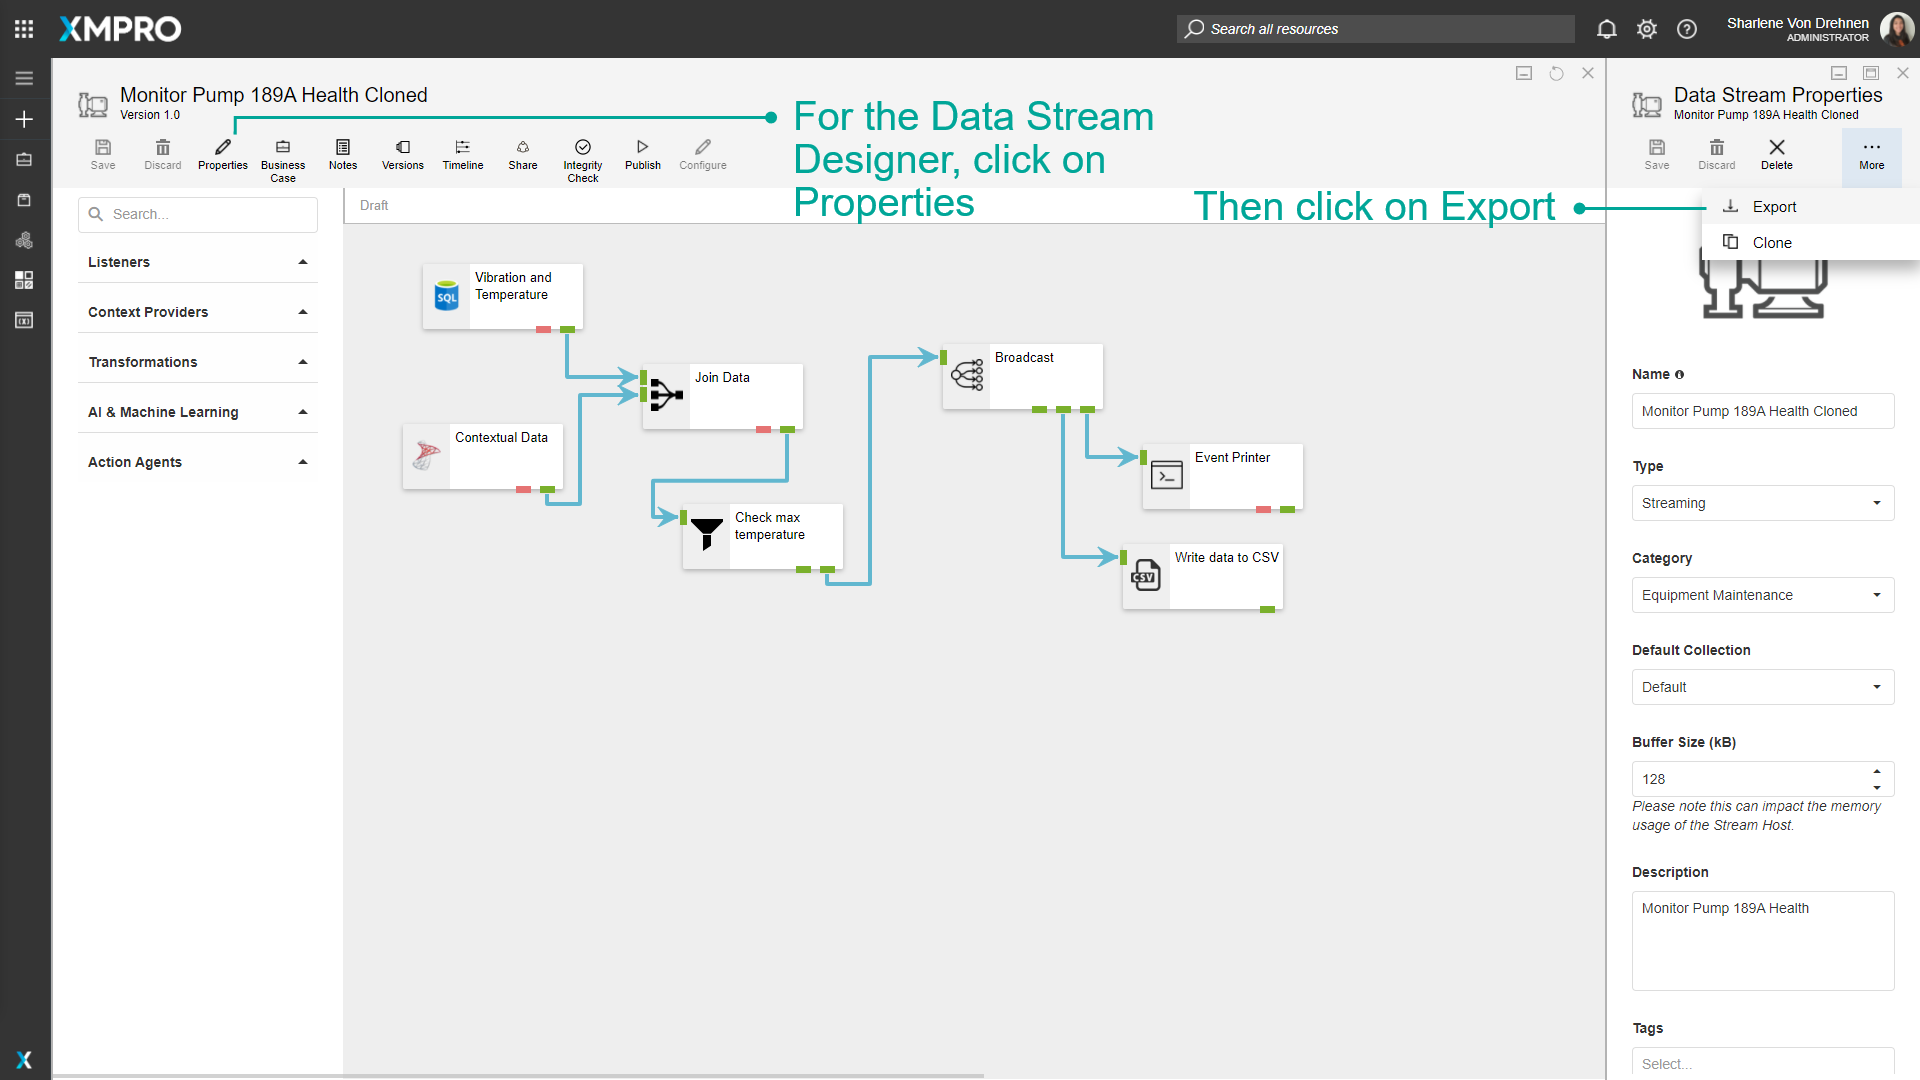 XMPRO
Search all resources
Sharlene Von Drehnen
ADMINISTRATOR
Monitor Pump 189A Health Cloned
Version 1.0
Save
Discard
Properties
Business
Case
Notes
Versions
Timeline
Share
Integrity
Check
Publish
Configure
For the Data Stream
Designer, click on
Properties
Then click on Export
Data Stream Properties
Monitor Pump 189A Health Cloned
Save
Discard
Delete
More
Export
Clone
Search...
Listeners
Context Providers
Transformations
AI & Machine Learning
Action Agents
Draft
SQL
Vibration and
Temperature
Contextual Data
Join Data
Check max
temperature
Broadcast
Event Printer
CSV
Write data to CSV
Name
Monitor Pump 189A Health Cloned
Type
Streaming
Category
Equipment Maintenance
Default Collection
Default
Buffer Size (kB)
128
Please note this can impact the memory
usage of the Stream Host.
Description
Monitor Pump 189A Health
Tags
Select...